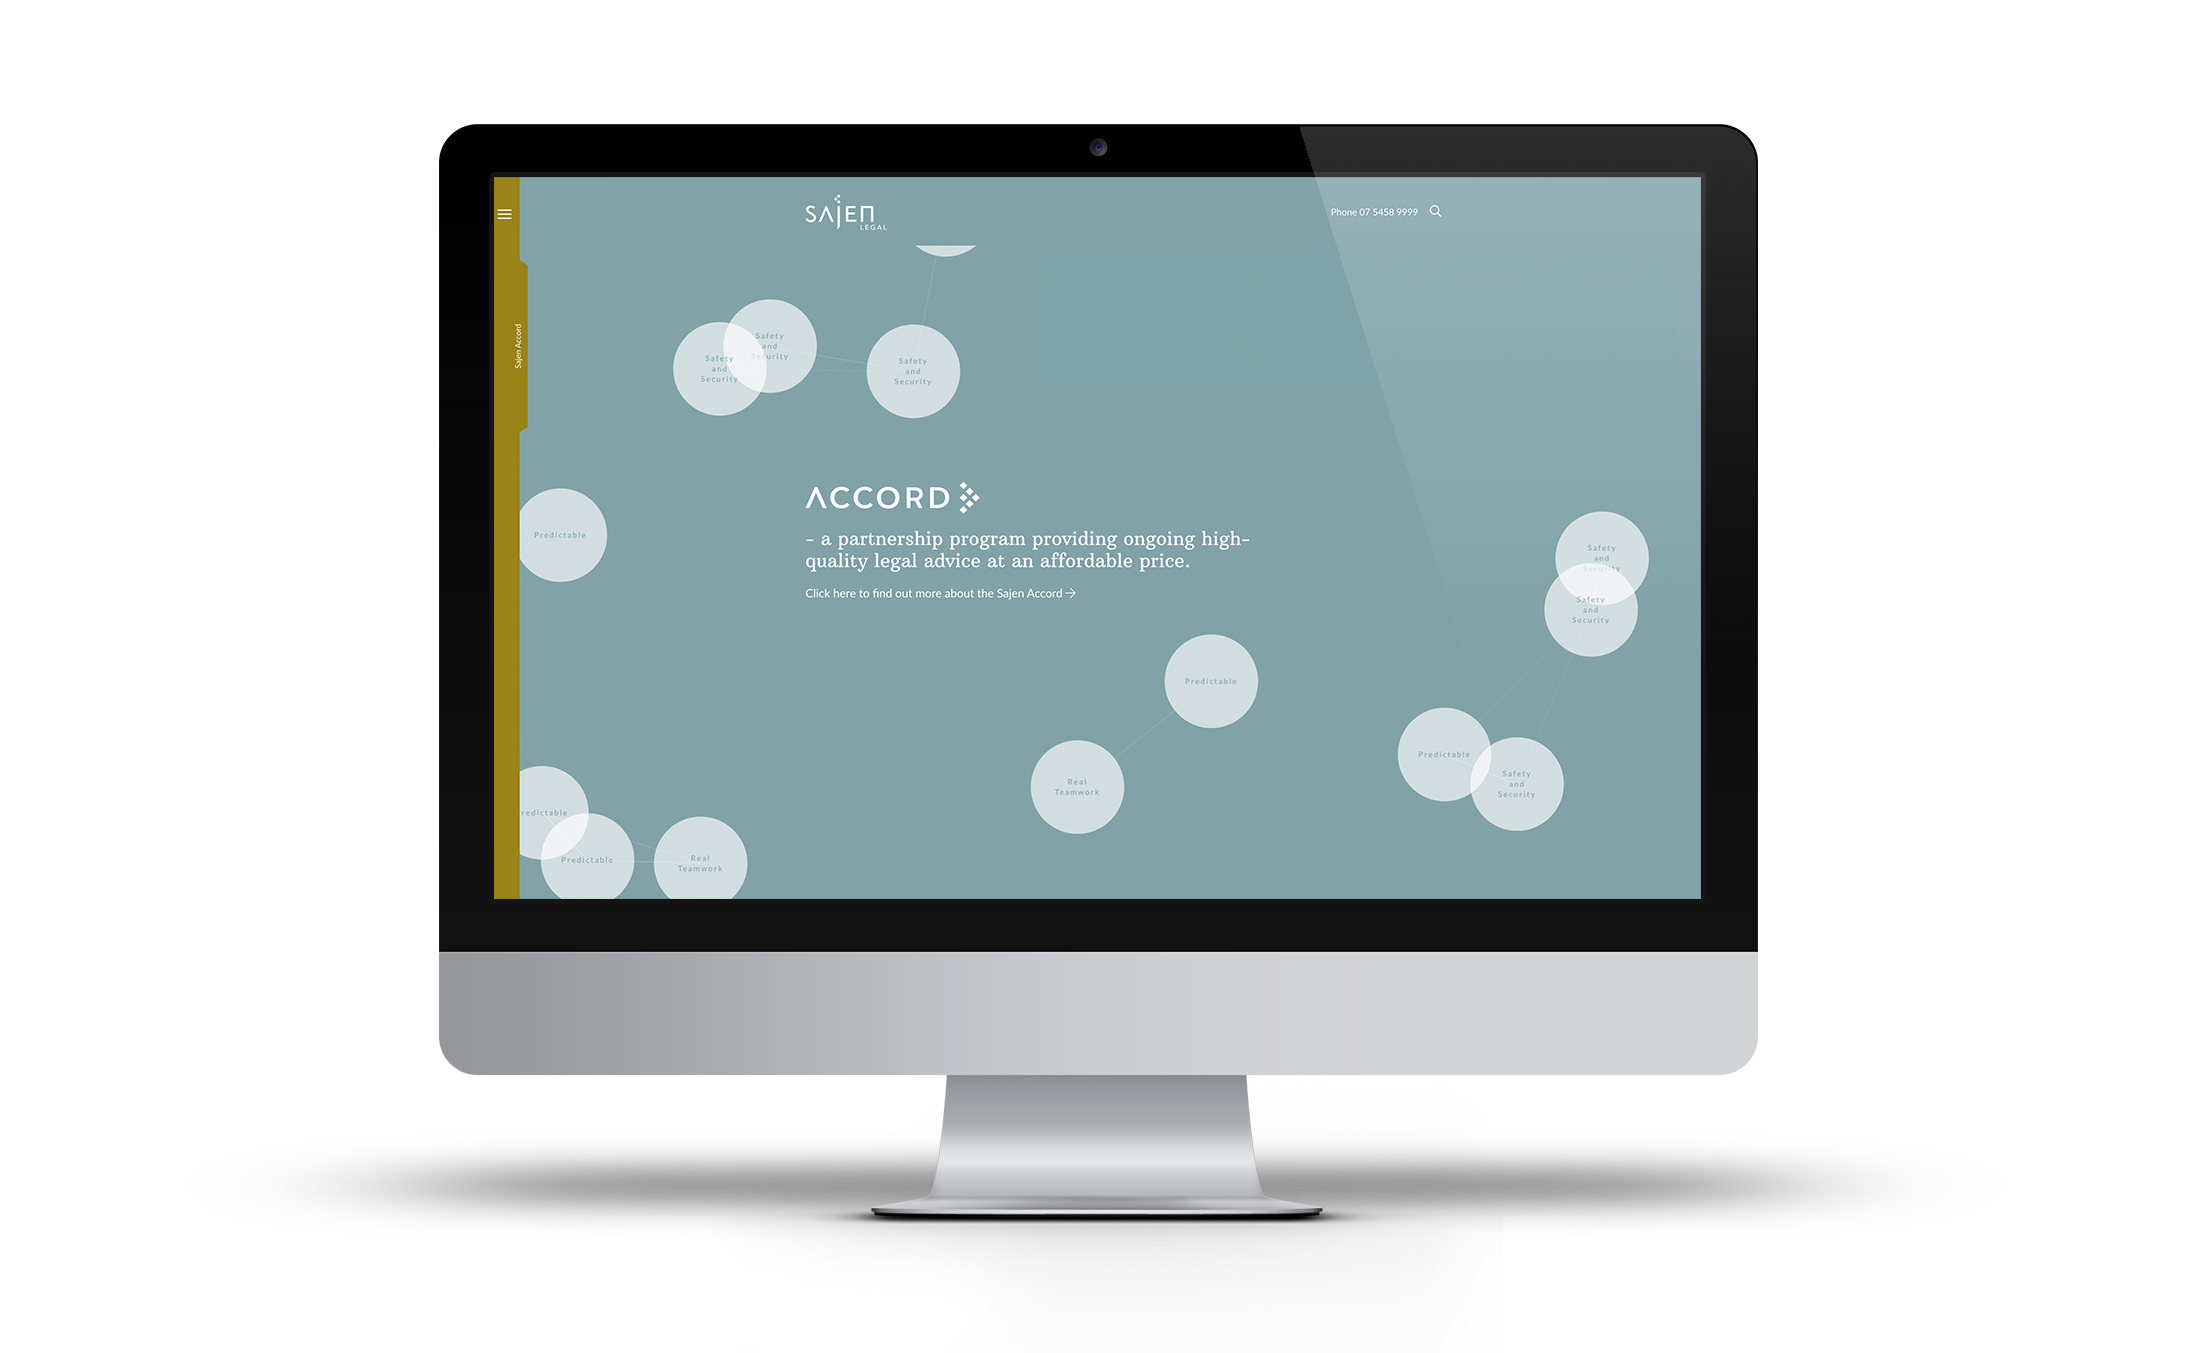 SAJEN
LEGAL
Phone 07 5458 9999
Sajen Accord
Safety
and
Security
Safety
and
Security
Safety
and
Security
ACCORD
- a partnership program providing ongoing high-
quality legal advice at an affordable price.
Click here to find out more about the Sajen Accord →
Predictable
Safety
and
Security
Safety
and
Security
Predictable
Real
Teamwork
Predictable
Safety
and
Security
Predictable
Predictable
Real
Teamwork